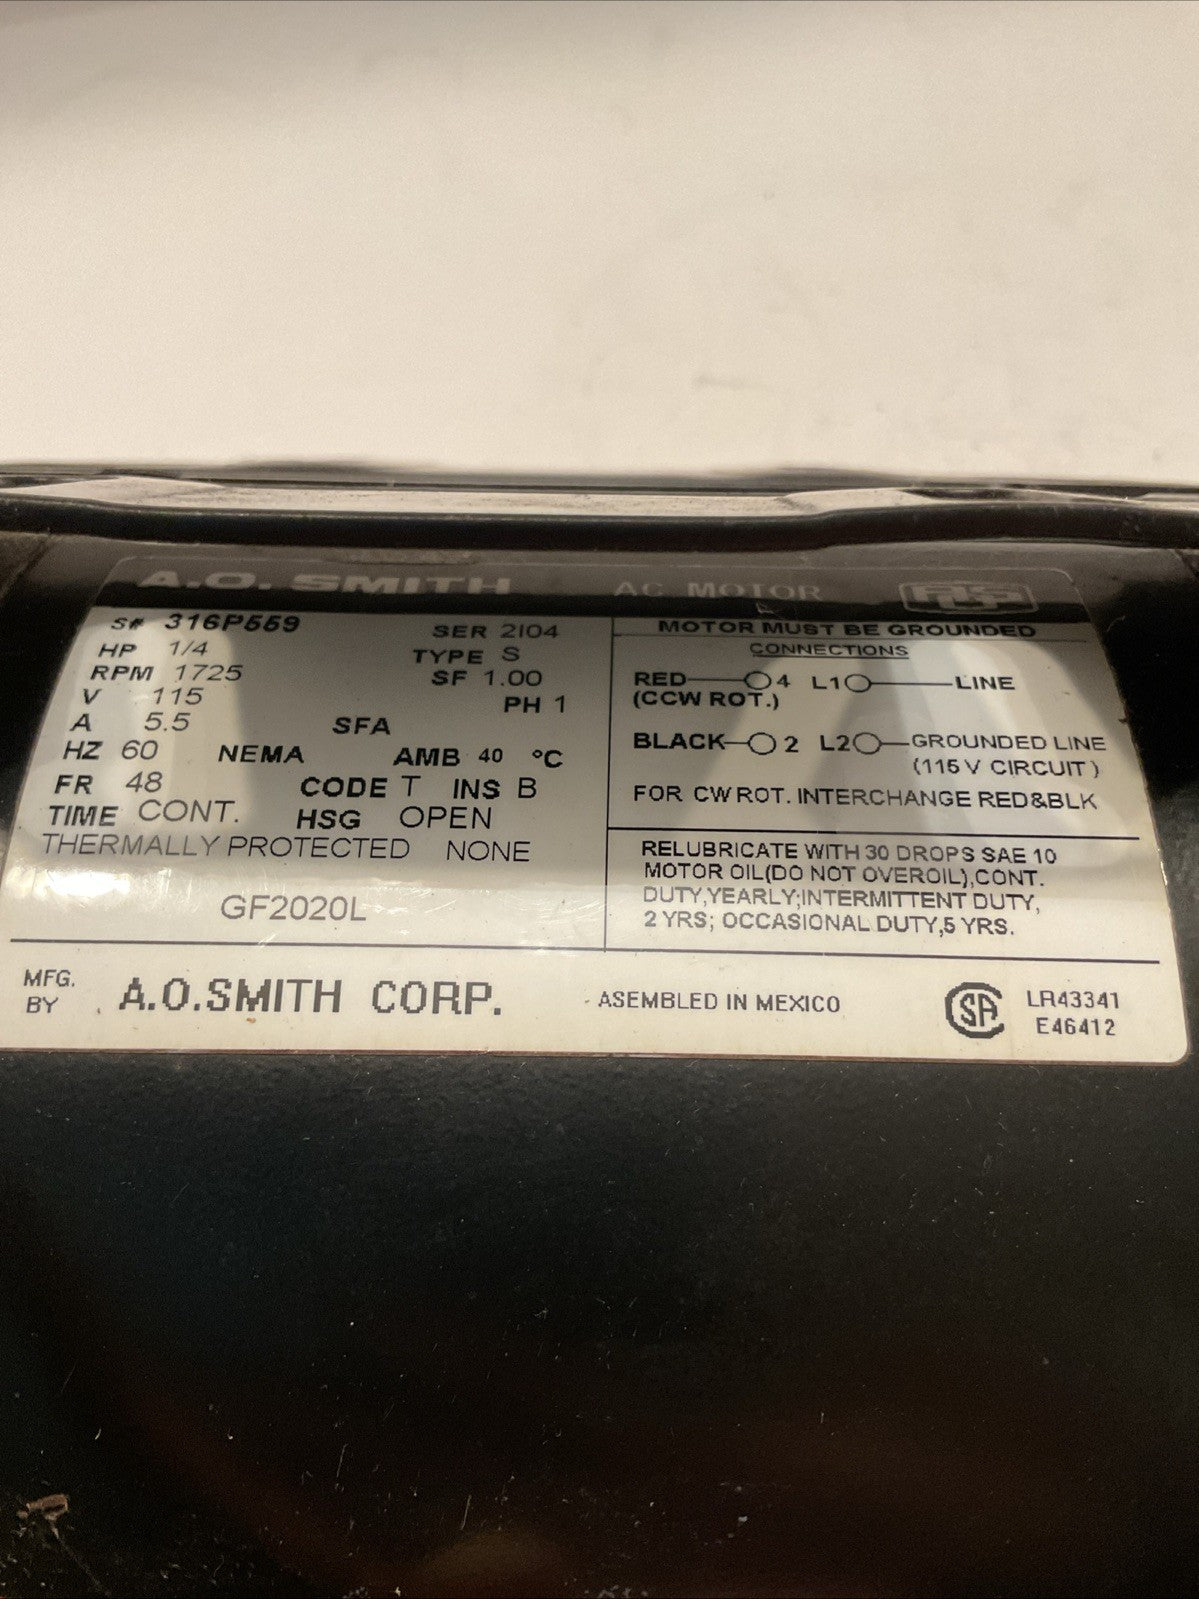 A.O. SMITH AC MOTOR
S# 316P559 SER 2104
HP 1/4 TYPE S
RPM 1725 SF 1.00
V 115 PH 1
A 5.5 SFA
HZ 60 NEMA AMB 40 °C
FR 48 CODE T INS B
TIME CONT. HSG OPEN
THERMALLY PROTECTED NONE
GF2020L
MOTOR MUST BE GROUNDED
CONNECTIONS
RED 4 L1 LINE
(CCW ROT.)
BLACK 2 L2 GROUNDED LINE
(115 V CIRCUIT)
FOR CW ROT. INTERCHANGE RED&BLK
RELUBRICATE WITH 30 DROPS SAE 10
MOTOR OIL(DO NOT OVEROIL),CONT.
DUTY,YEARLY;INTERMITTENT DUTY,
2 YRS; OCCASIONAL DUTY,5 YRS.
MFG.
BY A.O.SMITH CORP. ASEMBLED IN MEXICO
SA LR43341
E46412